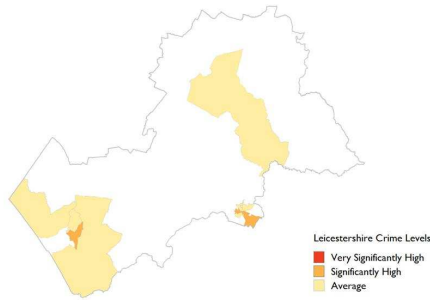 Leicestershire Crime Levels
Very Significantly High
Significantly High
Average